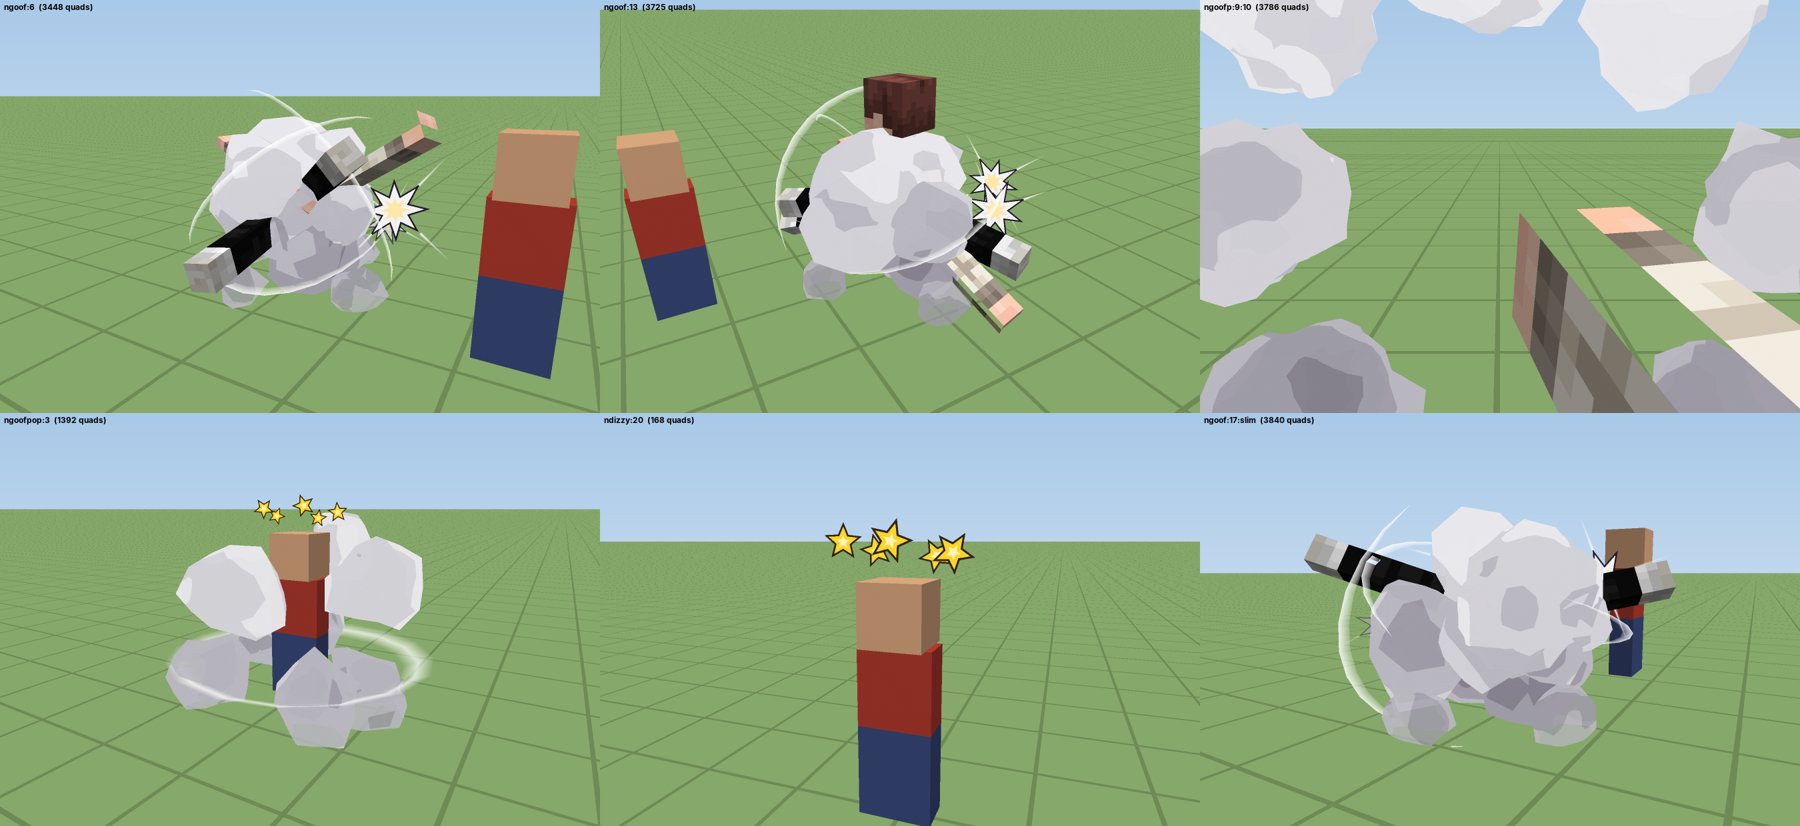 ngoof:6 (3448 quads)
ngoof:13 (3725 quads)
ngoofp:9:10 (3786 quads)
ngoofpop:3 (1392 quads)
ndizzy:20 (168 quads)
ngoof:17:slim (3840 quads)